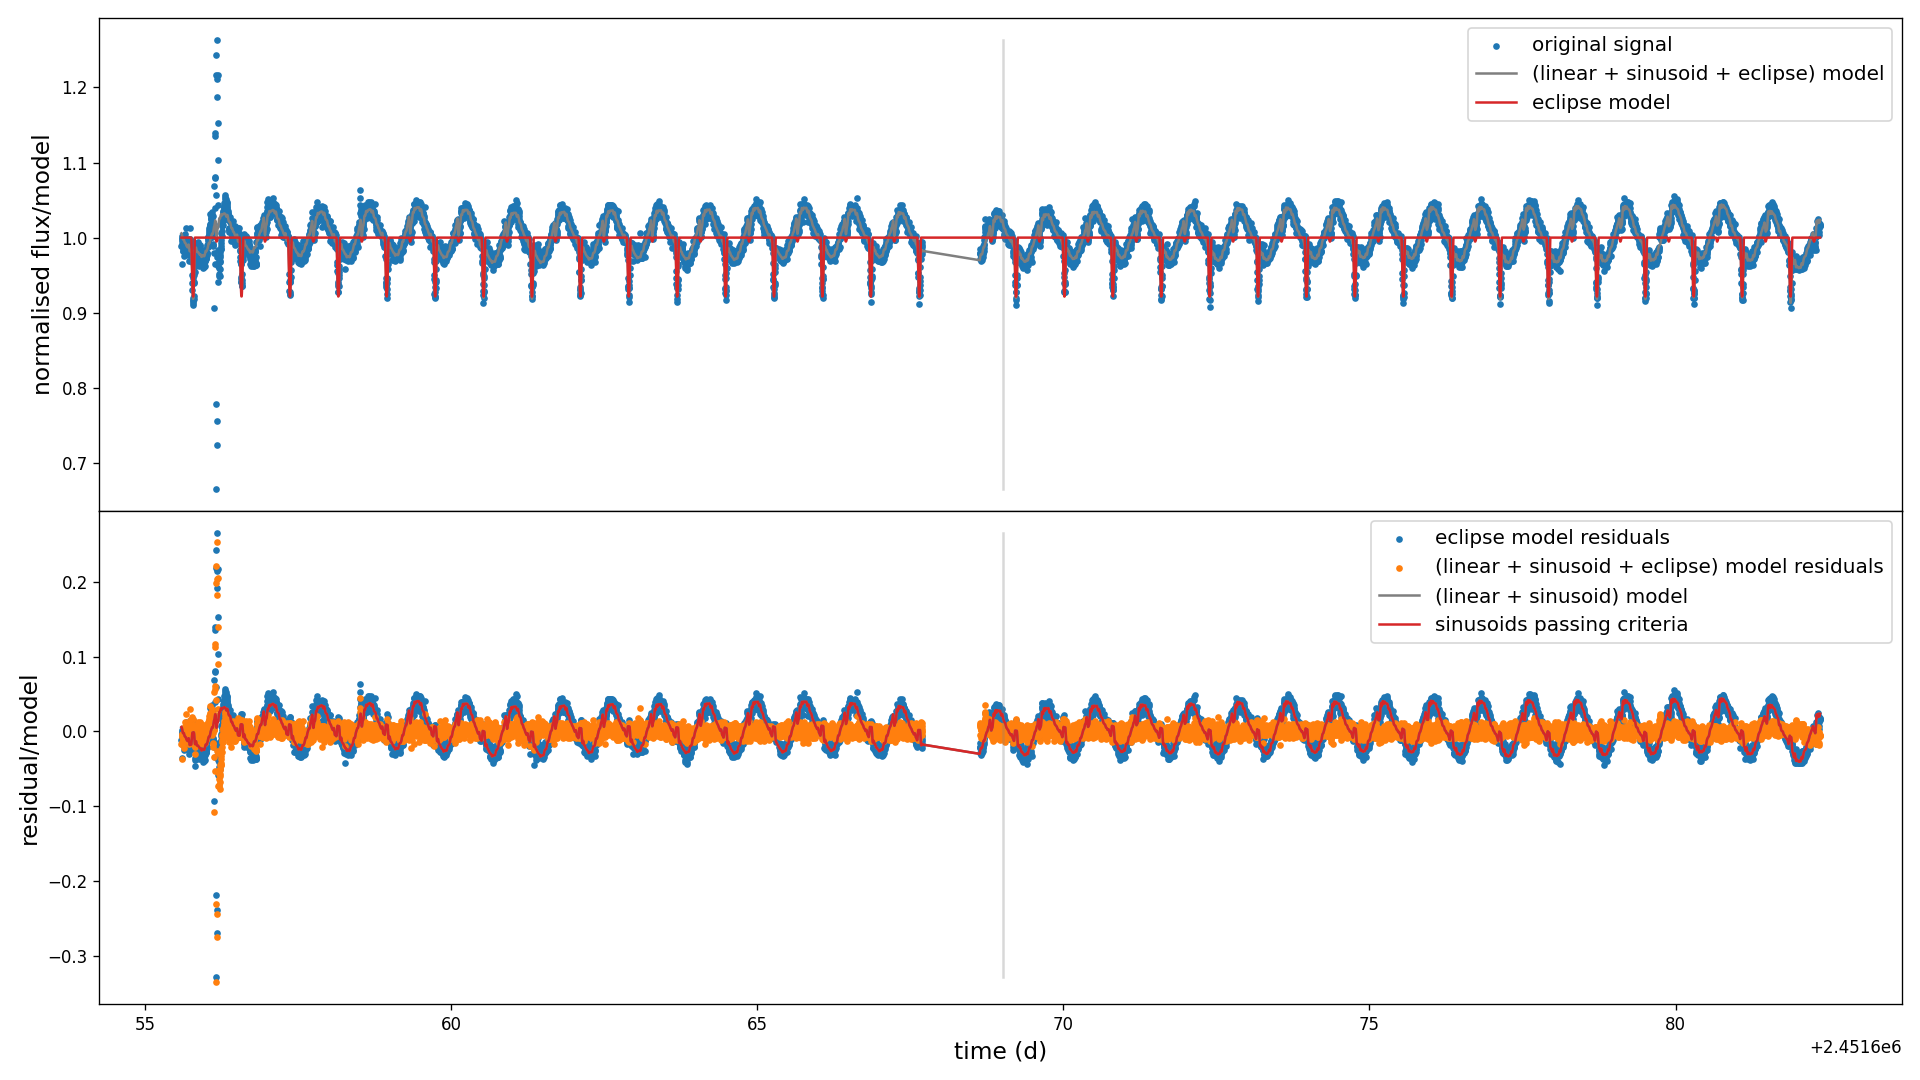 original signal
(linear + sinusoid + eclipse) model
eclipse model
1.2
1.1
1.0
0.9
0.8
0.7
normalised flux/model
eclipse model residuals
(linear + sinusoid + eclipse) model residuals
(linear + sinusoid) model
sinusoids passing criteria
0.2
0.1
0.0
−0.1
−0.2
−0.3
residual/model
55
60
65
70
75
80
time (d)
+2.4516e6